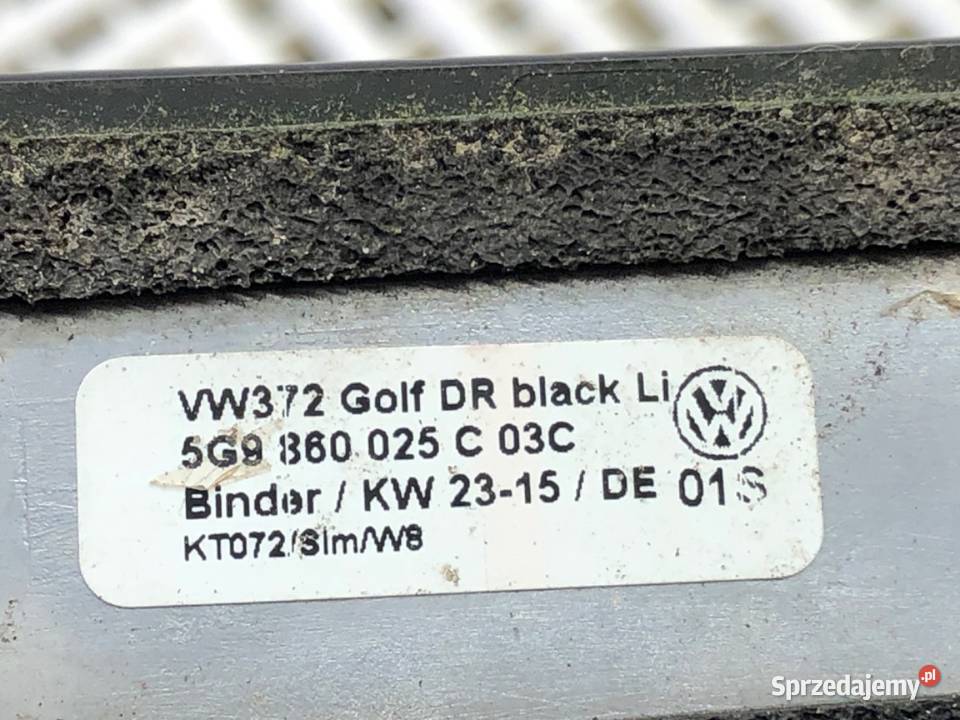 VW372 Golf DR black Li
5G9 860 025 C 03C
Binder / KW 23-15 / DE 01S
KT072/Slm/W8
Sprzedajemy.pl